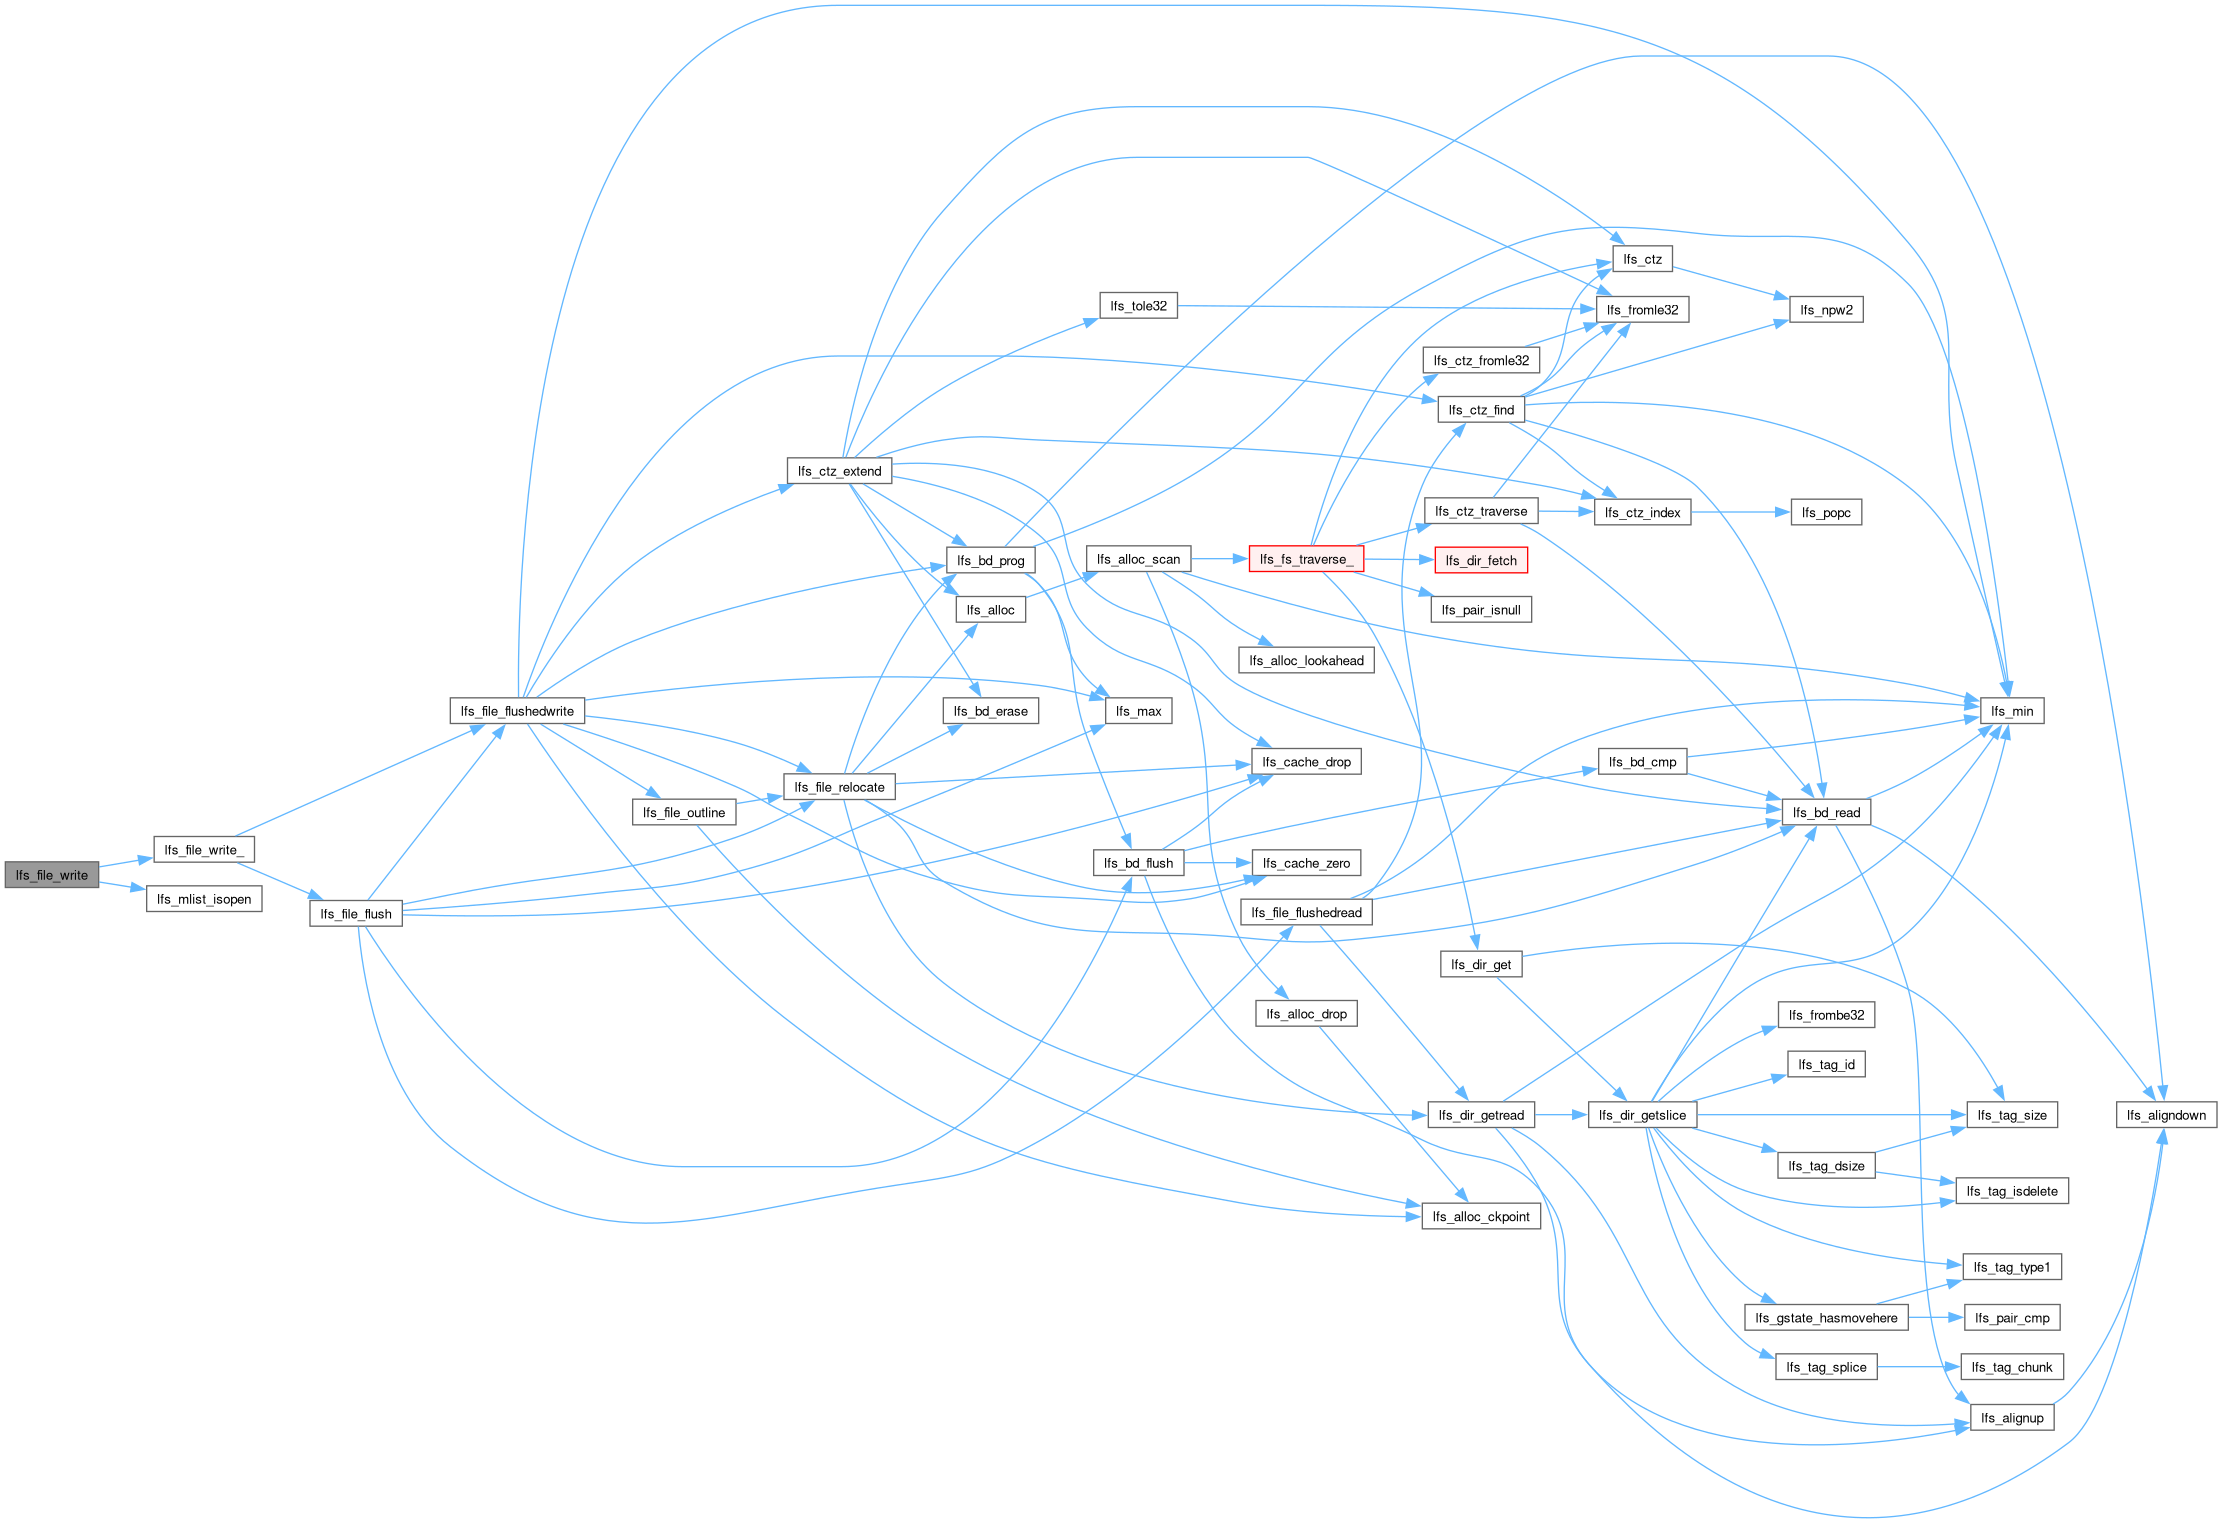 lfs_file_write
lfs_file_write_
lfs_mlist_isopen
lfs_file_flush
lfs_file_flushedwrite
lfs_file_outline
lfs_ctz_extend
lfs_file_relocate
lfs_bd_prog
lfs_alloc
lfs_bd_erase
lfs_tole32
lfs_alloc_scan
lfs_max
lfs_bd_flush
lfs_fs_traverse_
lfs_alloc_lookahead
lfs_cache_drop
lfs_cache_zero
lfs_file_flushedread
lfs_alloc_drop
lfs_ctz_fromle32
lfs_ctz_find
lfs_ctz_traverse
lfs_dir_fetch
lfs_pair_isnull
lfs_dir_get
lfs_dir_getread
lfs_alloc_ckpoint
lfs_ctz
lfs_fromle32
lfs_ctz_index
lfs_bd_cmp
lfs_dir_getslice
lfs_npw2
lfs_popc
lfs_bd_read
lfs_frombe32
lfs_tag_id
lfs_tag_dsize
lfs_gstate_hasmovehere
lfs_tag_splice
lfs_min
lfs_tag_size
lfs_tag_isdelete
lfs_tag_type1
lfs_pair_cmp
lfs_tag_chunk
lfs_alignup
lfs_aligndown